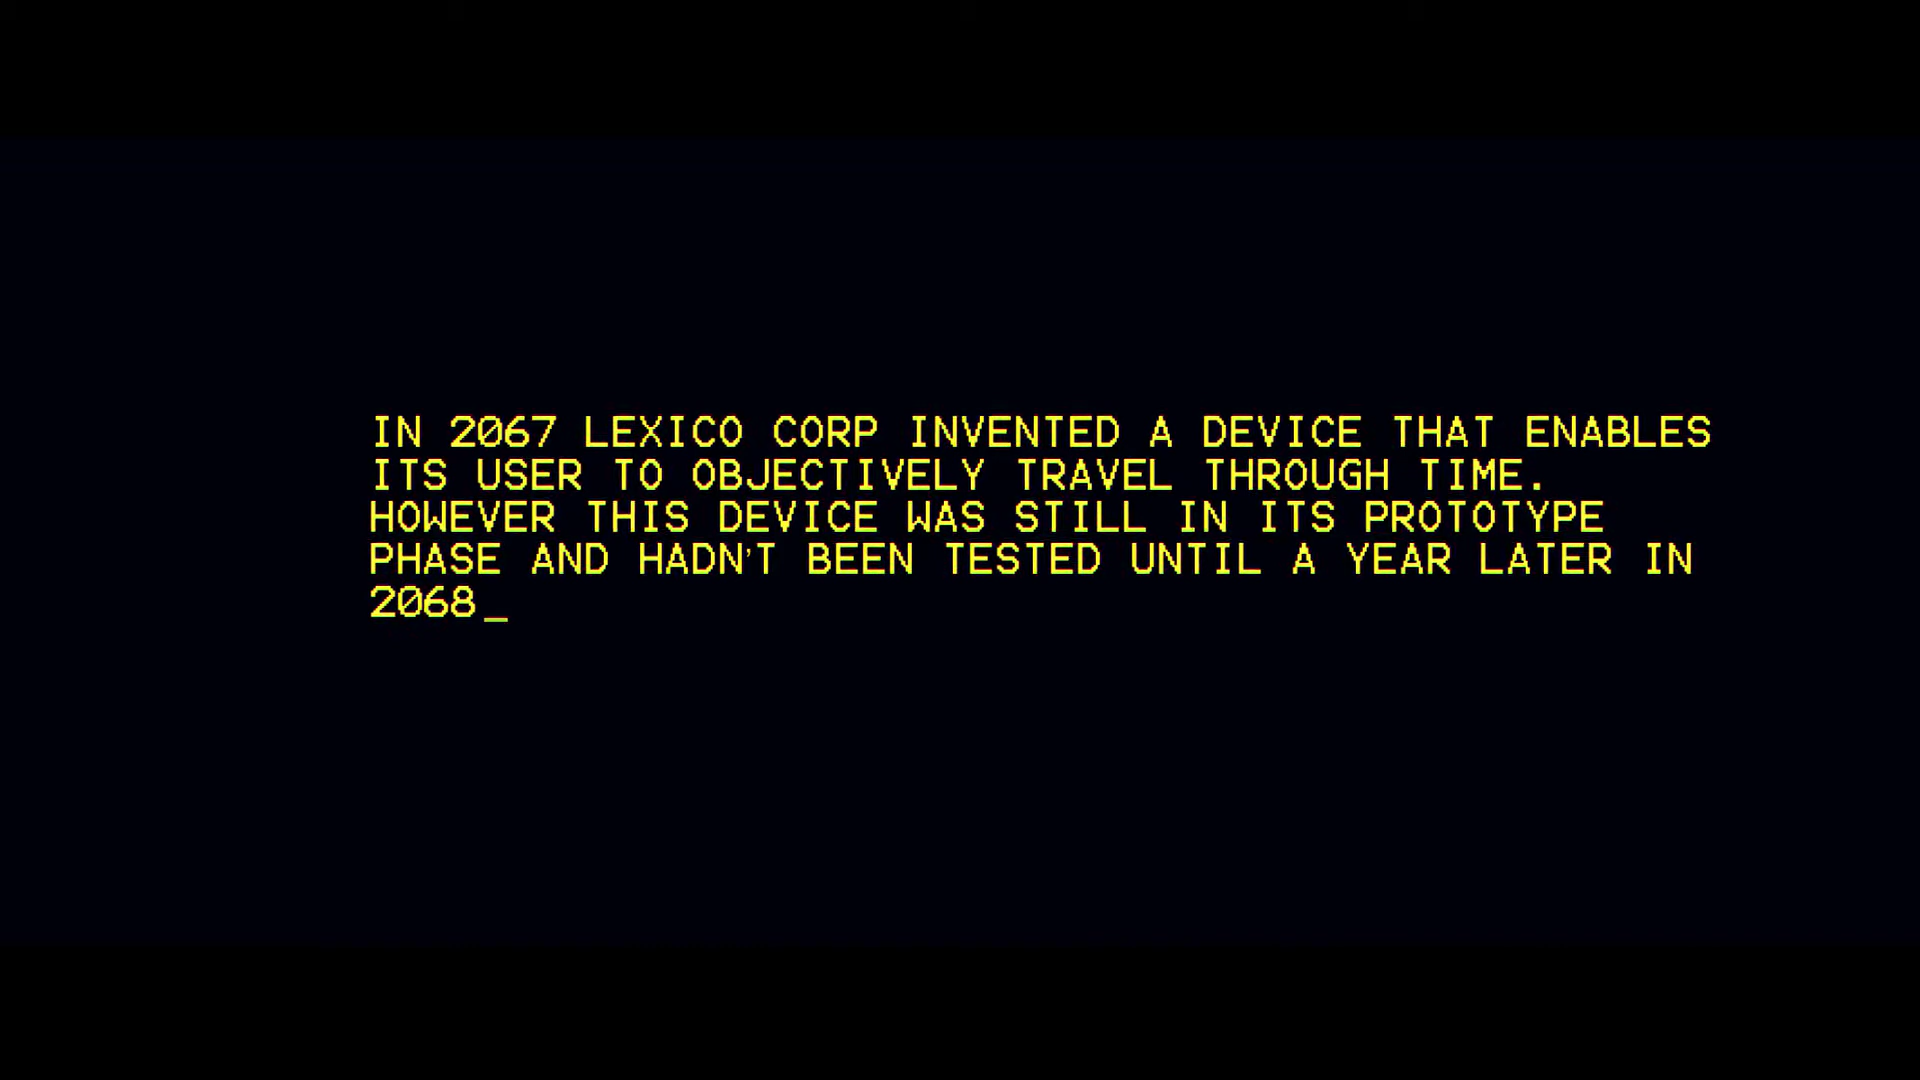 IN 2067 LEXICO CORP INVENTED A DEVICE THAT ENABLES
ITS USER TO OBJECTIVELY TRAVEL THROUGH TIME.
HOWEVER THIS DEVICE WAS STILL IN ITS PROTOTYPE
PHASE AND HADN'T BEEN TESTED UNTIL A YEAR LATER IN
2068_